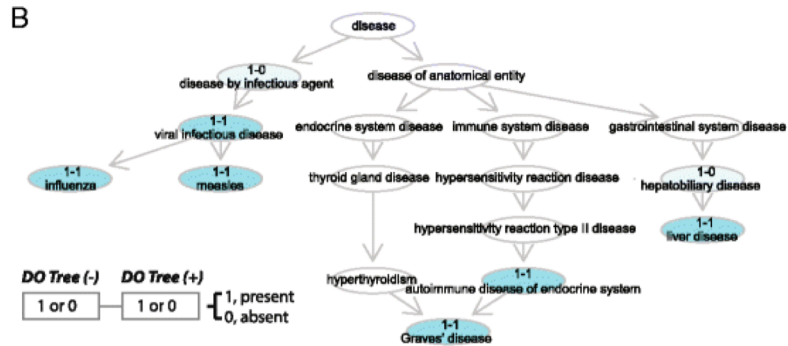 B
disease
1-0
disease by infectious agent
disease of anatomical entity
1-1
viral infectious disease
endocrine system disease
immune system disease
gastrointestinal system disease
1-1
influenza
1-1
measles
thyroid gland disease
hypersensitivity reaction disease
1-0
hepatobiliary disease
hypersensitivity reaction type II disease
1-1
liver disease
hyperthyroidism
1-1
autoimmune disease of endocrine system
1-1
Graves' disease
DO Tree (-) DO Tree (+)
1 or 0 1 or 0
1, present
0, absent